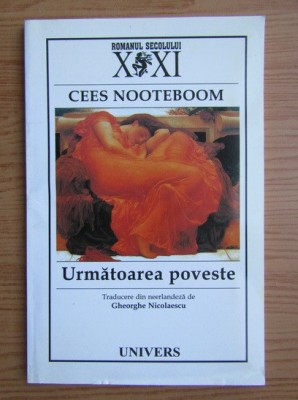 ROMANUL SECOLULUI
XXI
CEES NOOTEBOOM
Următoarea poveste
Traducere din neerlandeză de
Gheorghe Nicolaescu
UNIVERS